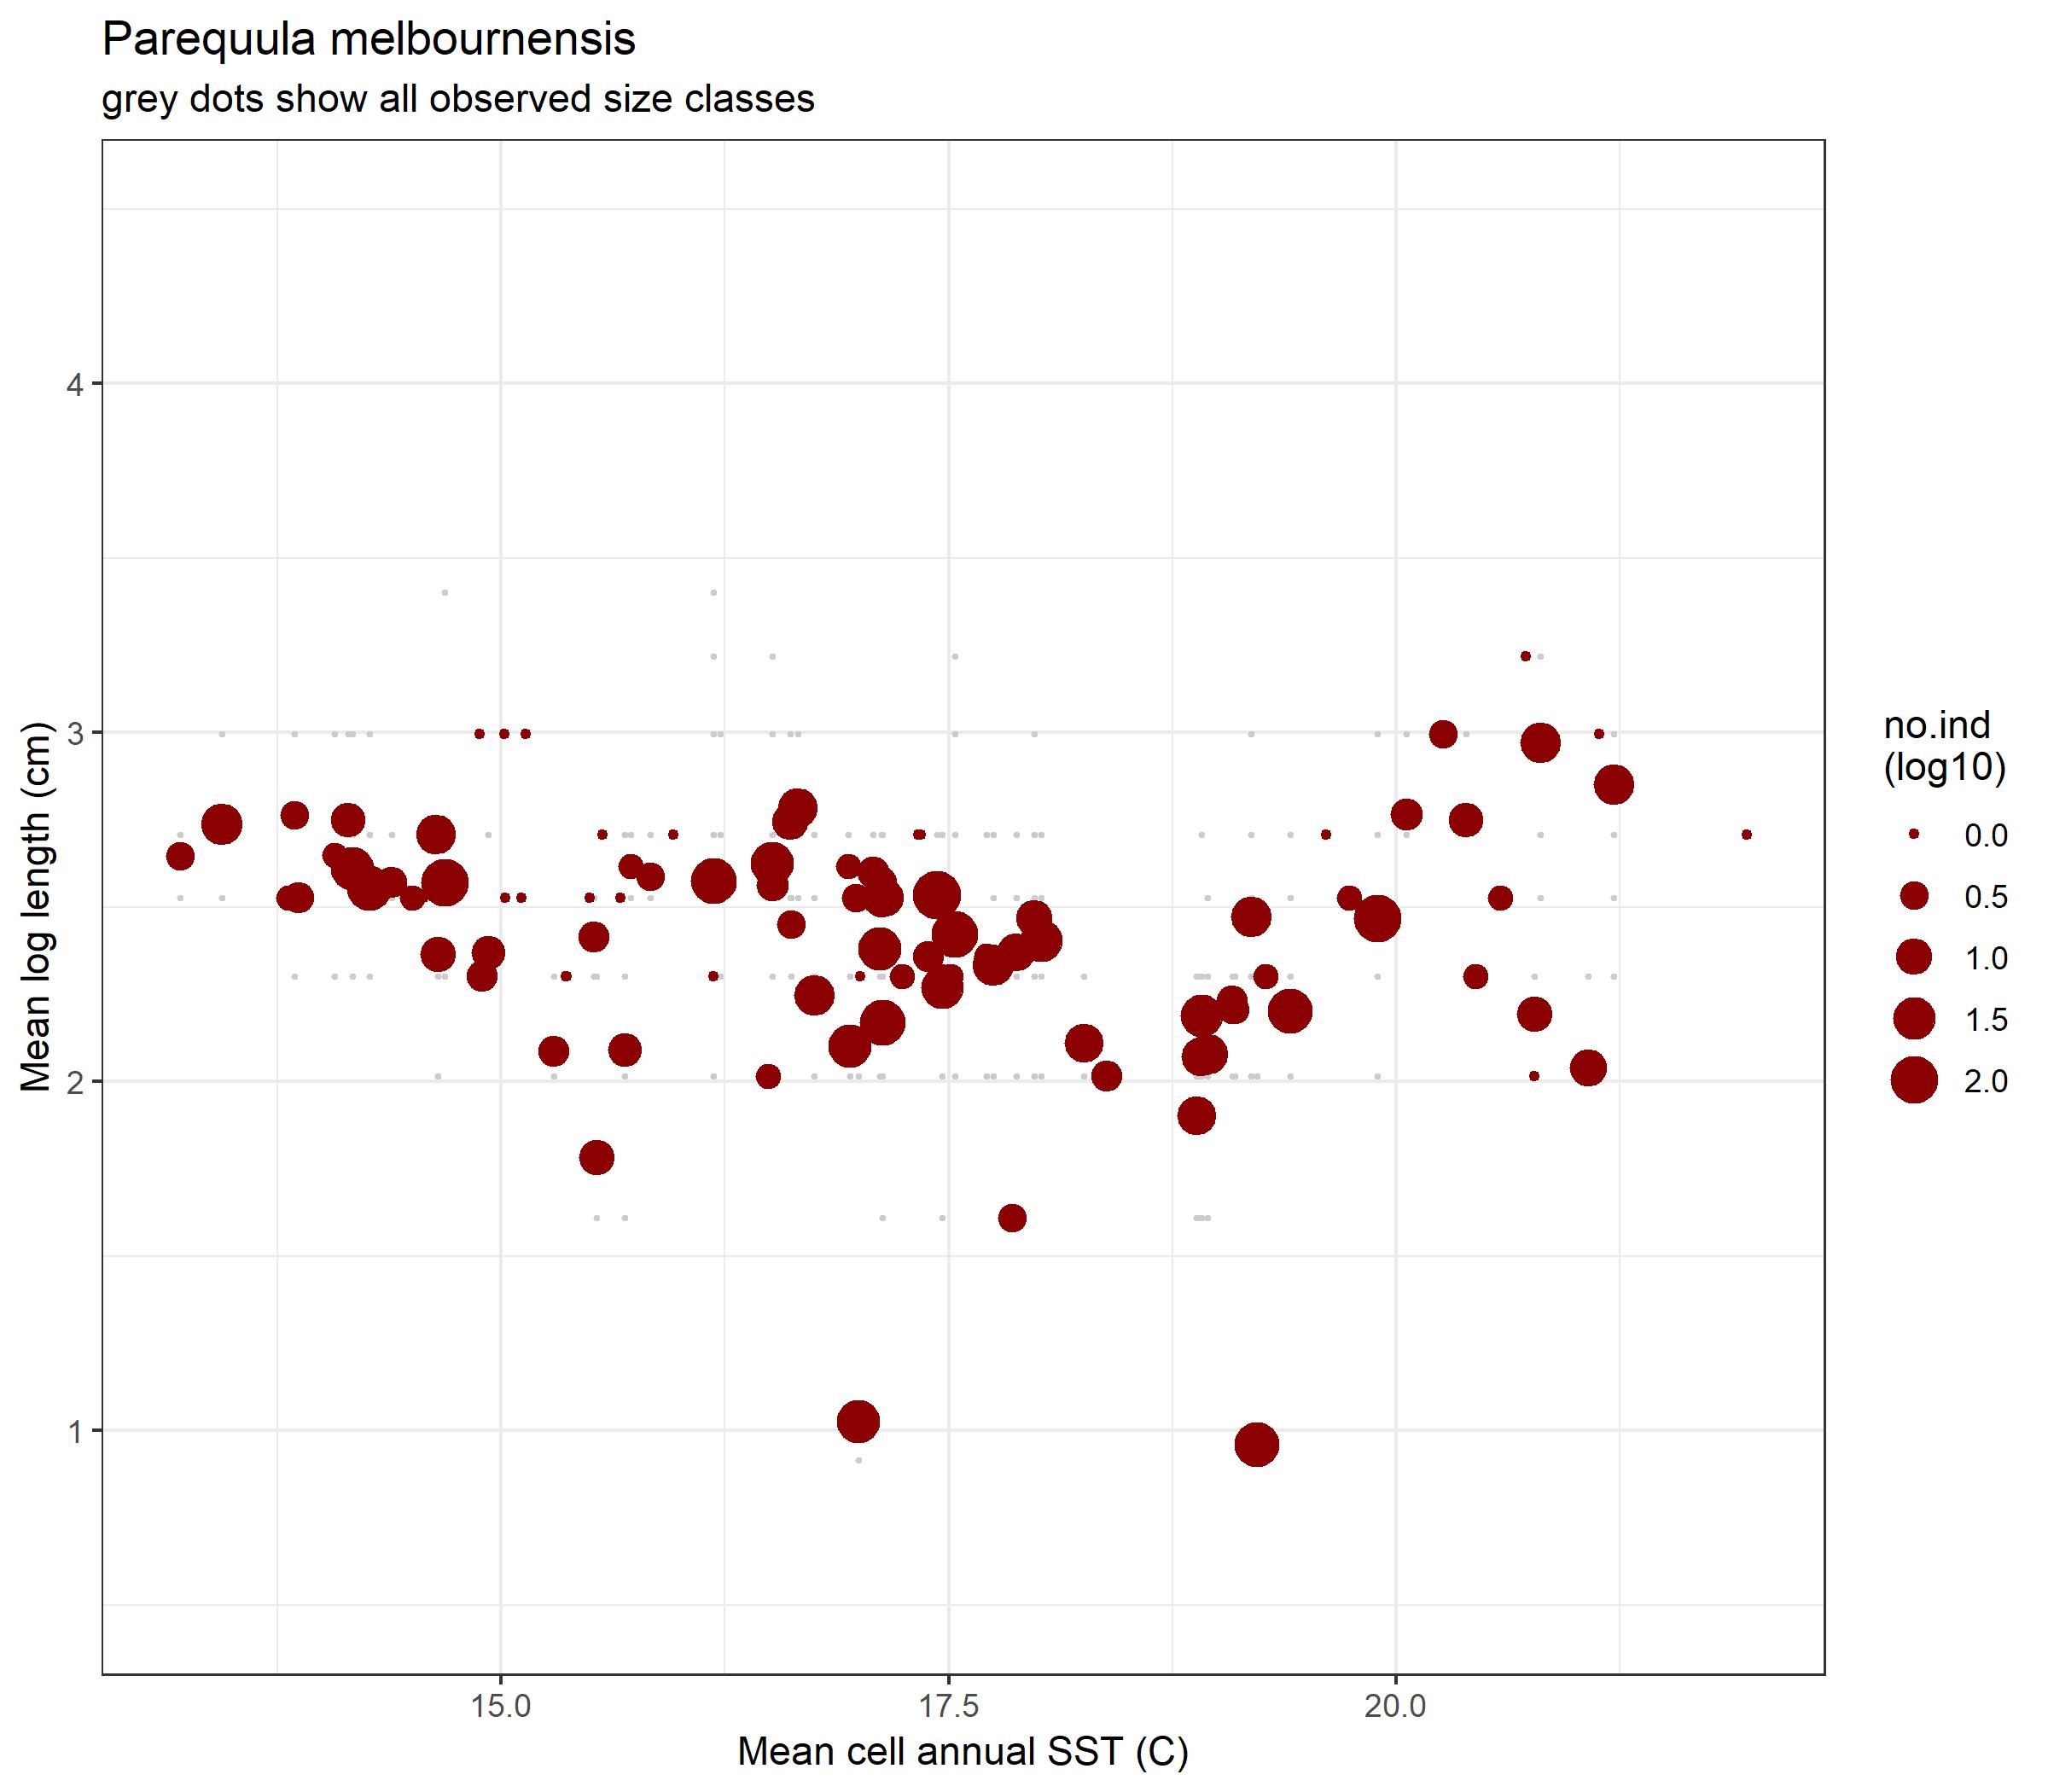 Parequula melbournensis
grey dots show all observed size classes
Mean log length (cm)
4
3
2
1
15.0
17.5
20.0
Mean cell annual SST (C)
no.ind
(log10)
0.0
0.5
1.0
1.5
2.0